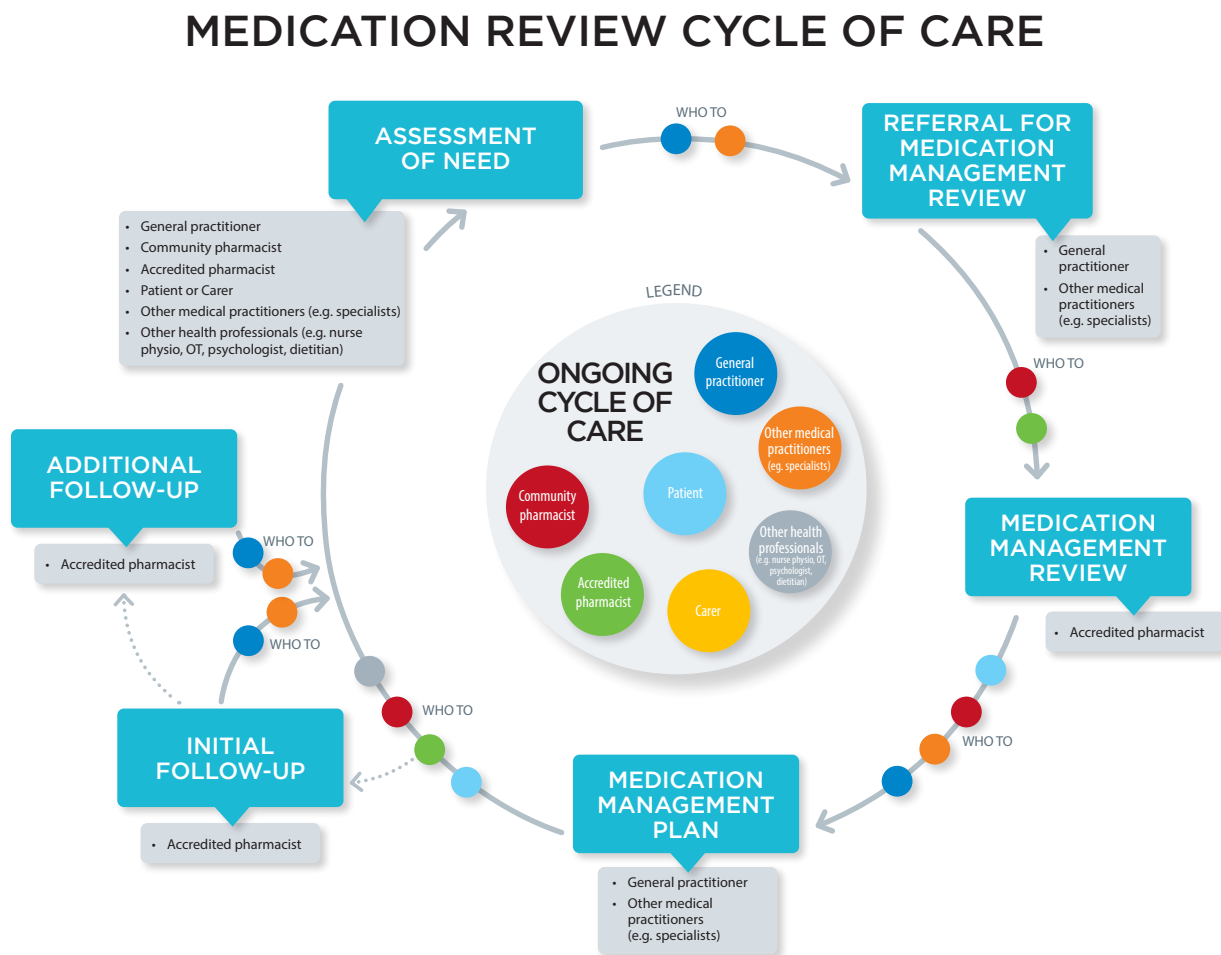 MEDICATION REVIEW CYCLE OF CARE
ASSESSMENT
OF NEED
• General practitioner
• Community pharmacist
• Accredited pharmacist
• Patient or Carer
• Other medical practitioners (e.g. specialists)
• Other health professionals (e.g. nurse
physio, OT, psychologist, dietitian)
WHO TO
REFERRAL FOR
MEDICATION
MANAGEMENT
REVIEW
• General
practitioner
• Other medical
practitioners
(e.g. specialists)
WHO TO
MEDICATION
MANAGEMENT
REVIEW
• Accredited pharmacist
WHO TO
MEDICATION
MANAGEMENT
PLAN
• General practitioner
• Other medical
practitioners
(e.g. specialists)
WHO TO
INITIAL
FOLLOW-UP
• Accredited pharmacist
WHO TO
ADDITIONAL
FOLLOW-UP
• Accredited pharmacist
WHO TO
LEGEND
ONGOING
CYCLE OF
CARE
General
practitioner
Other medical
practitioners
(eg. specialists)
Community
pharmacist
Patient
Other health
professionals
(e.g. nurse physio, OT,
psychologist,
dietitian)
Accredited
pharmacist
Carer